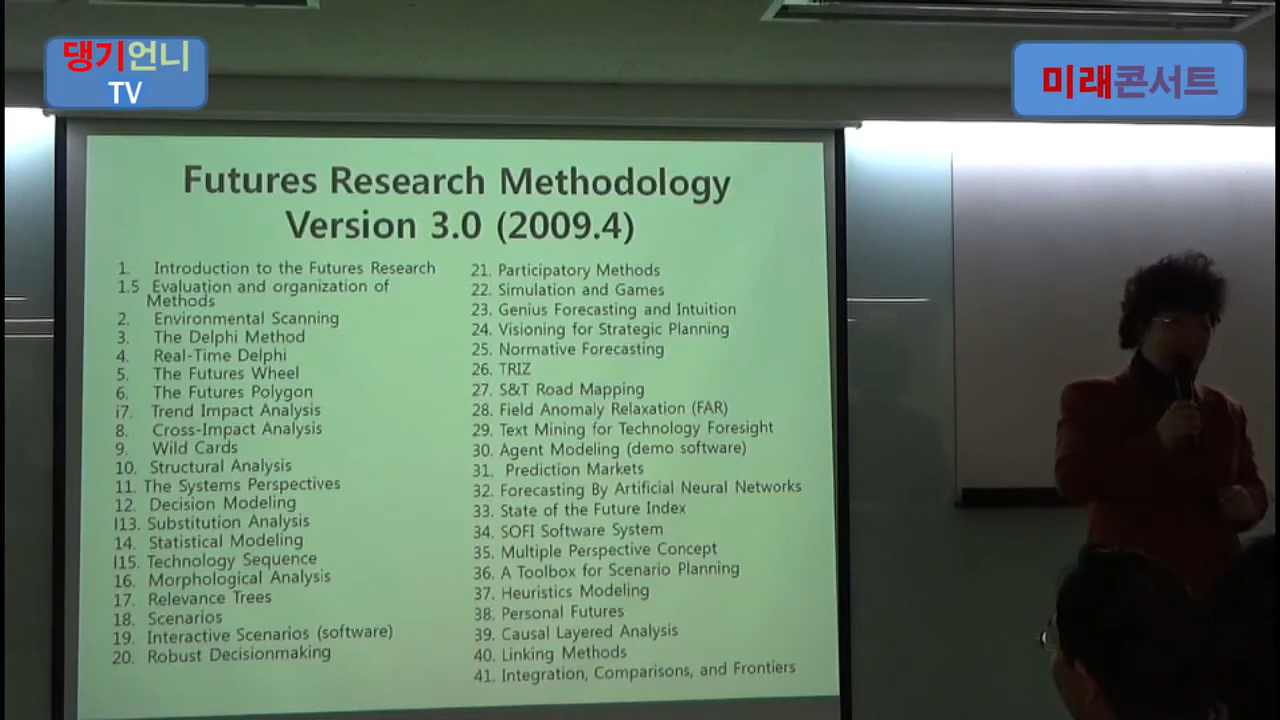 댕기언니
TV
미래콘서트
Futures Research Methodology
Version 3.0 (2009.4)
1. Introduction to the Futures Research
1.5 Evaluation and organization of
Methods
2. Environmental Scanning
3. The Delphi Method
4. Real-Time Delphi
5. The Futures Wheel
6. The Futures Polygon
i7. Trend Impact Analysis
8. Cross-Impact Analysis
9. Wild Cards
10. Structural Analysis
11. The Systems Perspectives
12. Decision Modeling
I13. Substitution Analysis
14. Statistical Modeling
I15. Technology Sequence
16. Morphological Analysis
17. Relevance Trees
18. Scenarios
19. Interactive Scenarios (software)
20. Robust Decisionmaking
21. Participatory Methods
22. Simulation and Games
23. Genius Forecasting and Intuition
24. Visioning for Strategic Planning
25. Normative Forecasting
26. TRIZ
27. S&T Road Mapping
28. Field Anomaly Relaxation (FAR)
29. Text Mining for Technology Foresight
30. Agent Modeling (demo software)
31. Prediction Markets
32. Forecasting By Artificial Neural Networks
33. State of the Future Index
34. SOFI Software System
35. Multiple Perspective Concept
36. A Toolbox for Scenario Planning
37. Heuristics Modeling
38. Personal Futures
39. Causal Layered Analysis
40. Linking Methods
41. Integration, Comparisons, and Frontiers